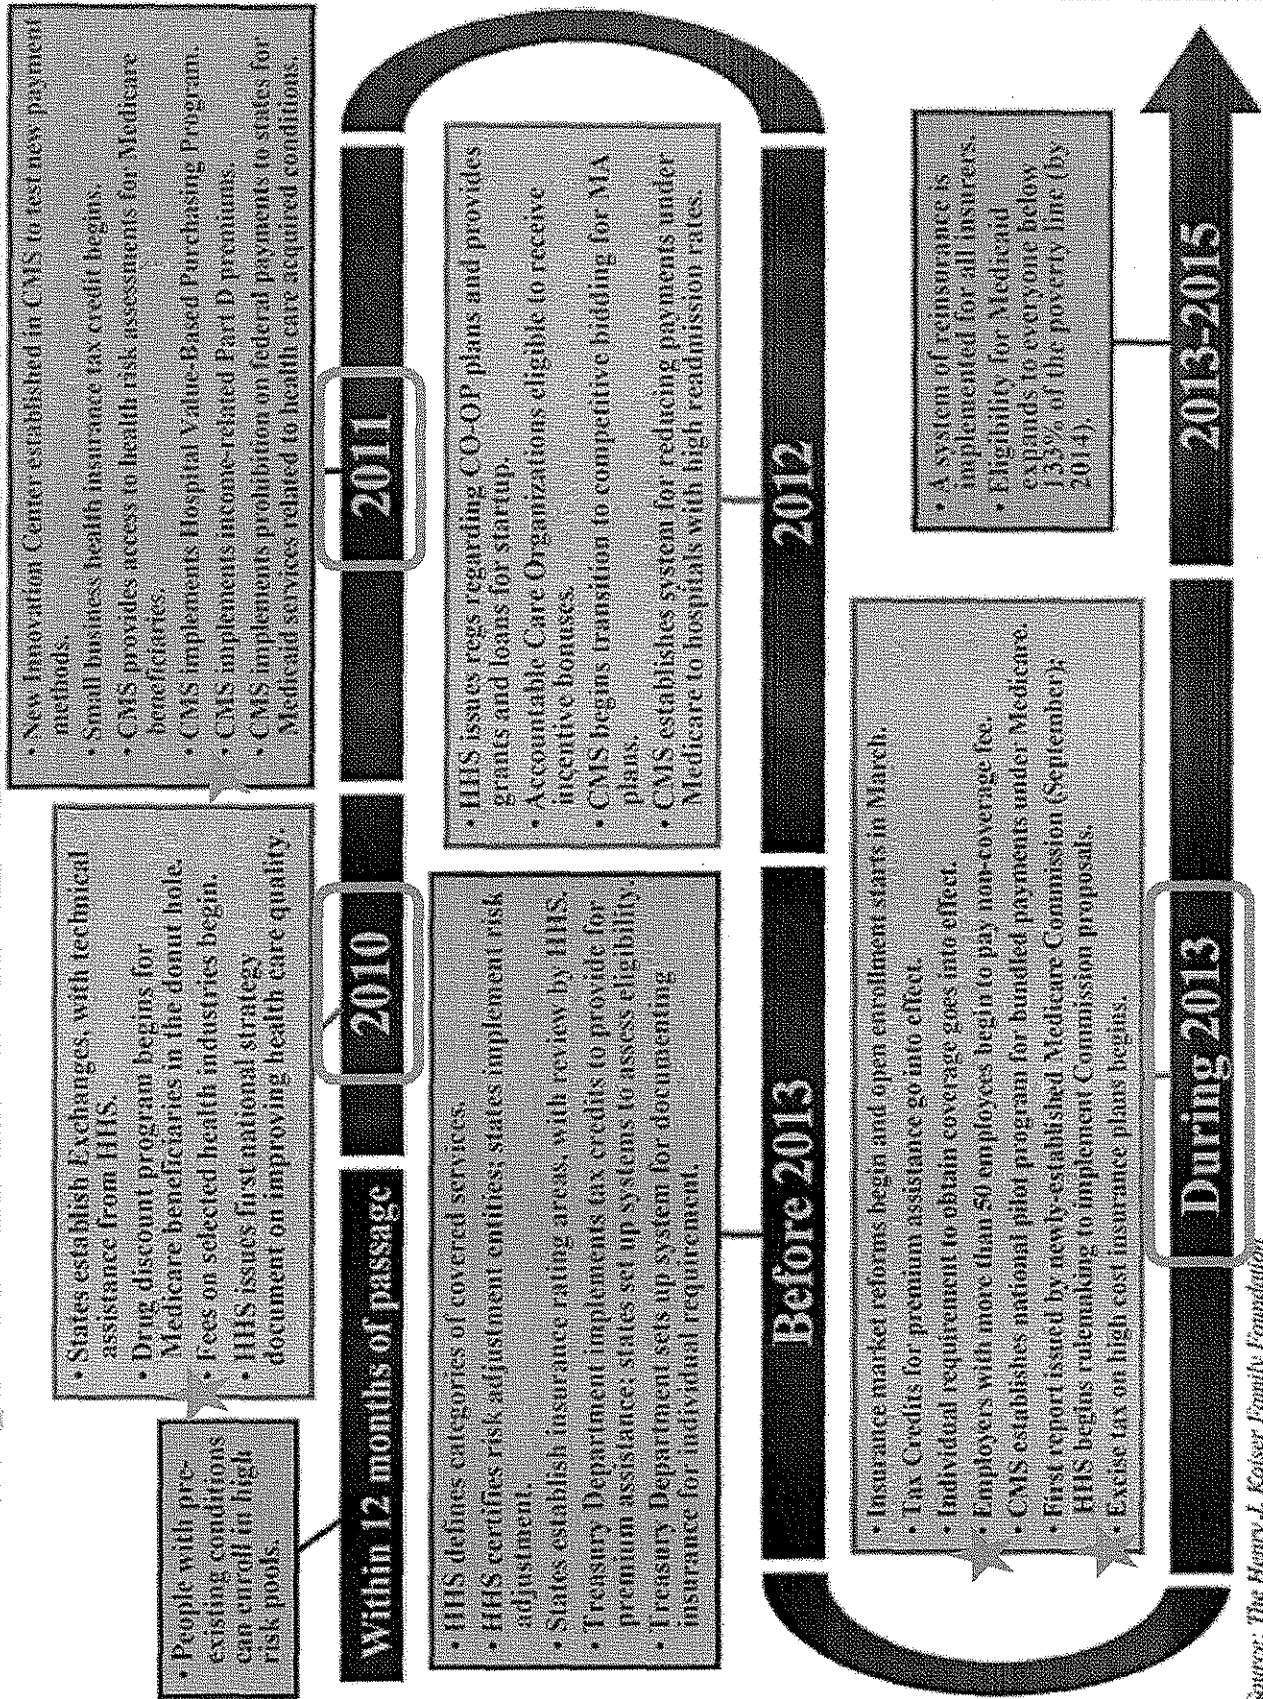 • People with pre-
existing conditions
can enroll in high
risk pools.
Within 12 months of passage
• States establish Exchanges, with technical
assistance from HHS.
• Drug discount program begins for
Medicare beneficiaries in the donut hole.
• Fees on selected health industries begin.
• HHS issues first national strategy
document on improving health care quality.
2010
• New Innovation Center established in CMS to test new payment
methods.
• Small business health insurance tax credit begins.
• CMS provides access to health risk assessments for Medicare
beneficiaries.
• CMS implements Hospital Value-Based Purchasing Program.
• CMS implements income-related Part D premiums.
• CMS implements prohibition on federal payments to states for
Medicaid services related to health care acquired conditions.
2011
• HHS issues regs regarding CO-OP plans and provides
grants and loans for startup.
• Accountable Care Organizations eligible to receive
incentive bonuses.
• CMS begins transition to competitive bidding for MA
plans.
• CMS establishes system for reducing payments under
Medicare to hospitals with high readmission rates.
2012
• HHS defines categories of covered services.
• HHS certifies risk adjustment entities; states implement risk
adjustment.
• States establish insurance rating areas, with review by HHS.
• Treasury Department implements tax credits to provide for
premium assistance; states set up systems to assess eligibility.
• Treasury Department sets up system for documenting
insurance for individual requirement.
Before 2013
• Insurance market reforms begin and open enrollment starts in March.
• Tax Credits for premium assistance go into effect.
• Individual requirement to obtain coverage goes into effect.
• Employers with more than 50 employees begin to pay non-coverage fee.
• CMS establishes national pilot program for bundled payments under Medicare.
• First report issued by newly-established Medicare Commission (September);
HHS begins rulemaking to implement Commission proposals.
• Excise tax on high cost insurance plans begins.
During 2013
• A system of reinsurance is
implemented for all insurers.
• Eligibility for Medicaid
expands to everyone below
133% of the poverty line (by
2014).
2013-2015
Source: The Henry J. Kaiser Family Foundation